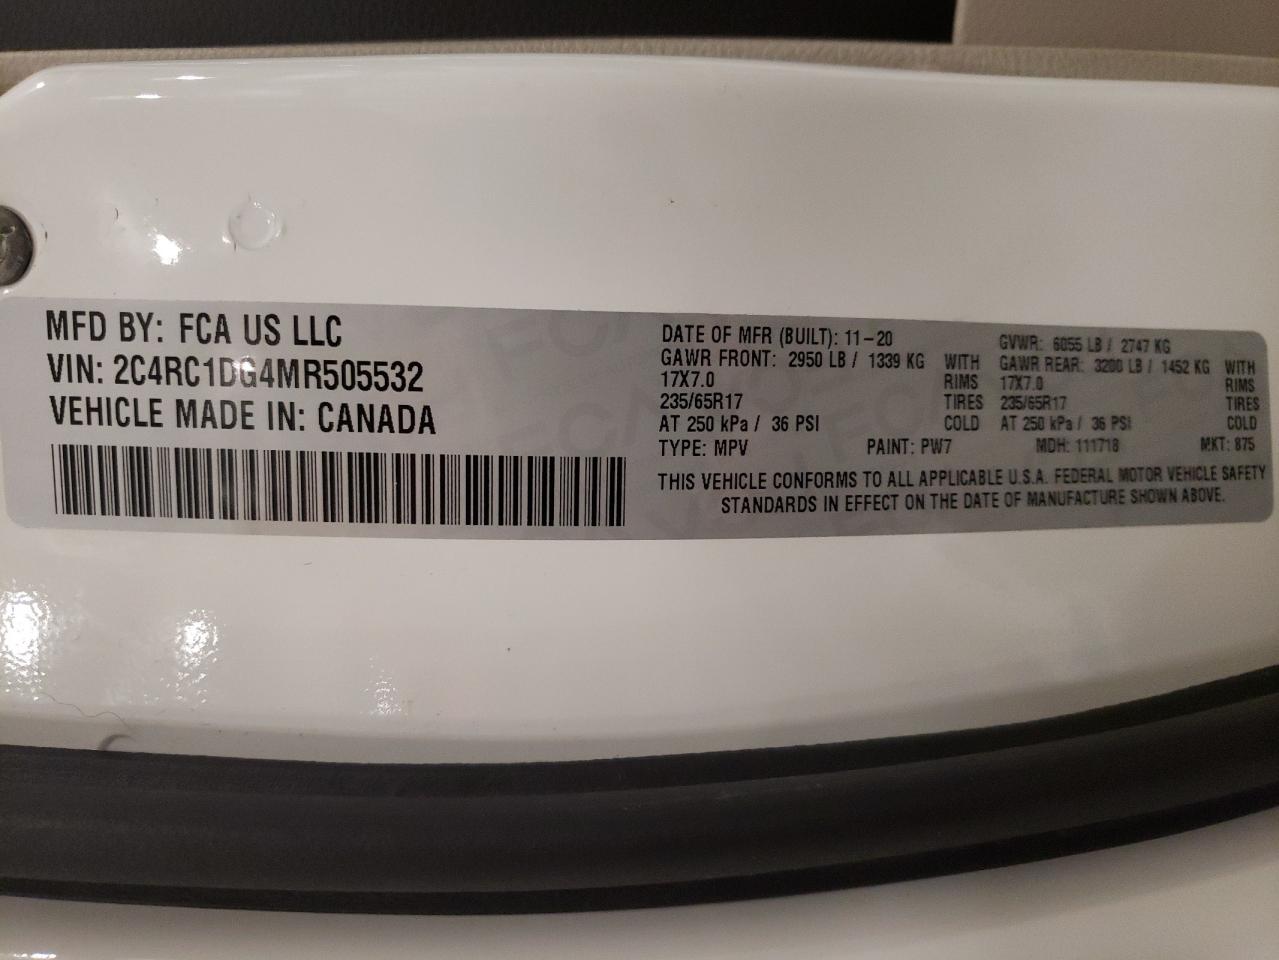 MFD BY: FCA US LLC
VIN: 2C4RC1DG4MR505532
VEHICLE MADE IN: CANADA
DATE OF MFR (BUILT): 11-20 GVWR: 6055 LB / 2747 KG
GAWR FRONT: 2950 LB / 1339 KG WITH GAWR REAR: 3200 LB / 1452 KG WITH
17X7.0 RIMS 17X7.0 RIMS
235/65R17 TIRES 235/65R17 TIRES
AT 250 kPa / 36 PSI COLD AT 250 kPa / 36 PSI COLD
TYPE: MPV PAINT: PW7 MDH: 111718 MKT: 875
THIS VEHICLE CONFORMS TO ALL APPLICABLE U.S.A. FEDERAL MOTOR VEHICLE SAFETY
STANDARDS IN EFFECT ON THE DATE OF MANUFACTURE SHOWN ABOVE.